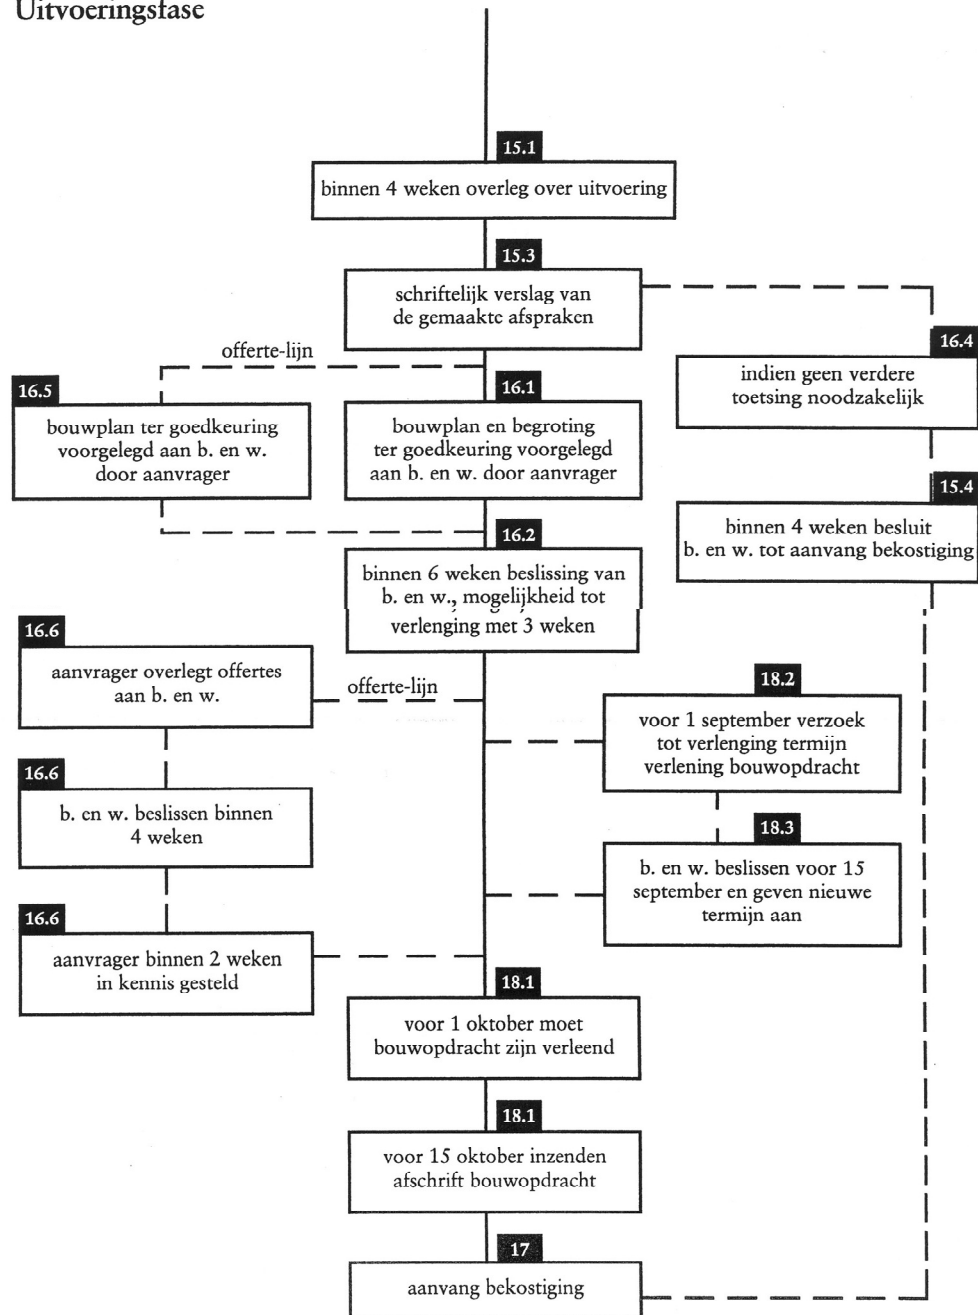 Uitvoeringsfase
15.1
binnen 4 weken overleg over uitvoering
15.3
schriftelijk verslag van
de gemaakte afspraken
16.4
indien geen verdere
toetsing noodzakelijk
offerte-lijn
16.5
bouwplan ter goedkeuring
voorgelegd aan b. en w.
door aanvrager
16.1
bouwplan en begroting
ter goedkeuring voorgelegd
aan b. en w. door aanvrager
15.4
binnen 4 weken besluit
b. en w. tot aanvang bekostiging
16.2
binnen 6 weken beslissing van
b. en w., mogelijkheid tot
verlenging met 3 weken
16.6
aanvrager overlegt offertes
aan b. en w.
offerte-lijn
18.2
voor 1 september verzoek
tot verlenging termijn
verlening bouwopdracht
16.6
b. en w. beslissen binnen
4 weken
18.3
b. en w. beslissen voor 15
september en geven nieuwe
termijn aan
16.6
aanvrager binnen 2 weken
in kennis gesteld
18.1
voor 1 oktober moet
bouwopdracht zijn verleend
18.1
voor 15 oktober inzenden
afschrift bouwopdracht
17
aanvang bekostiging